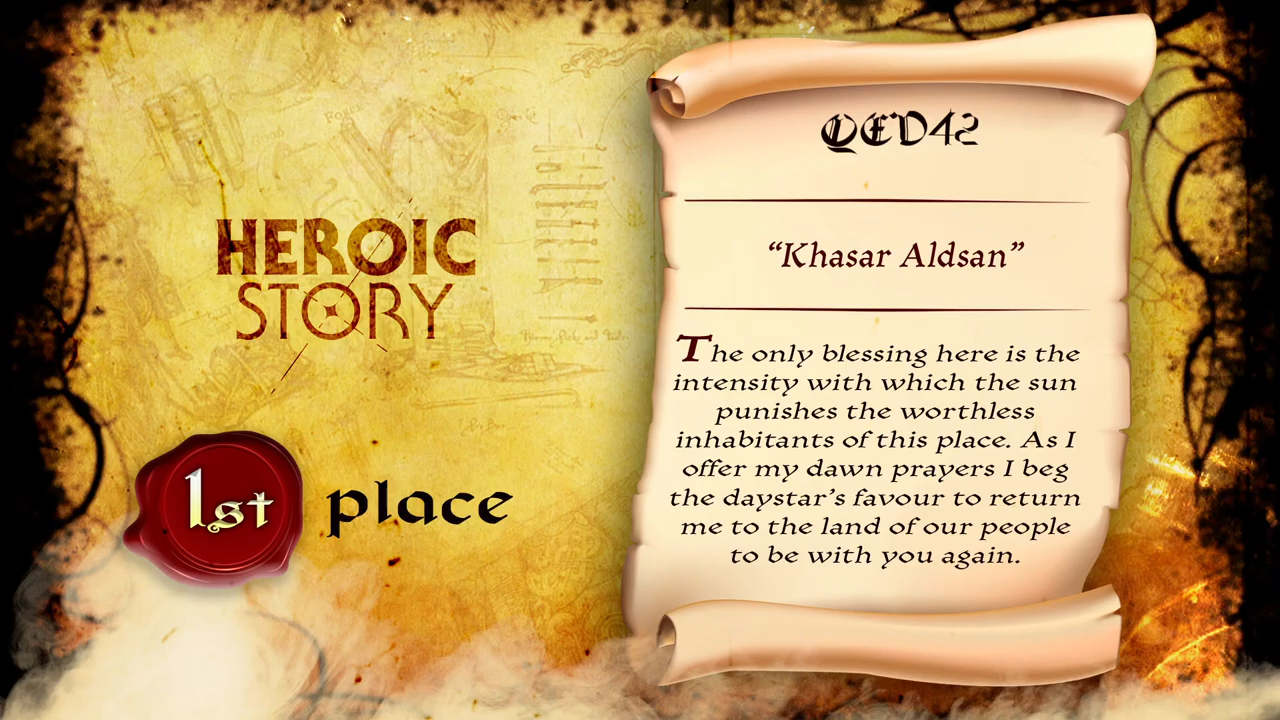 HEROIC
STORY
1st place
QED42
“Khasar Aldsan”
The only blessing here is the
intensity with which the sun
punishes the worthless
inhabitants of this place. As I
offer my dawn prayers I beg
the daystar’s favour to return
me to the land of our people
to be with you again.